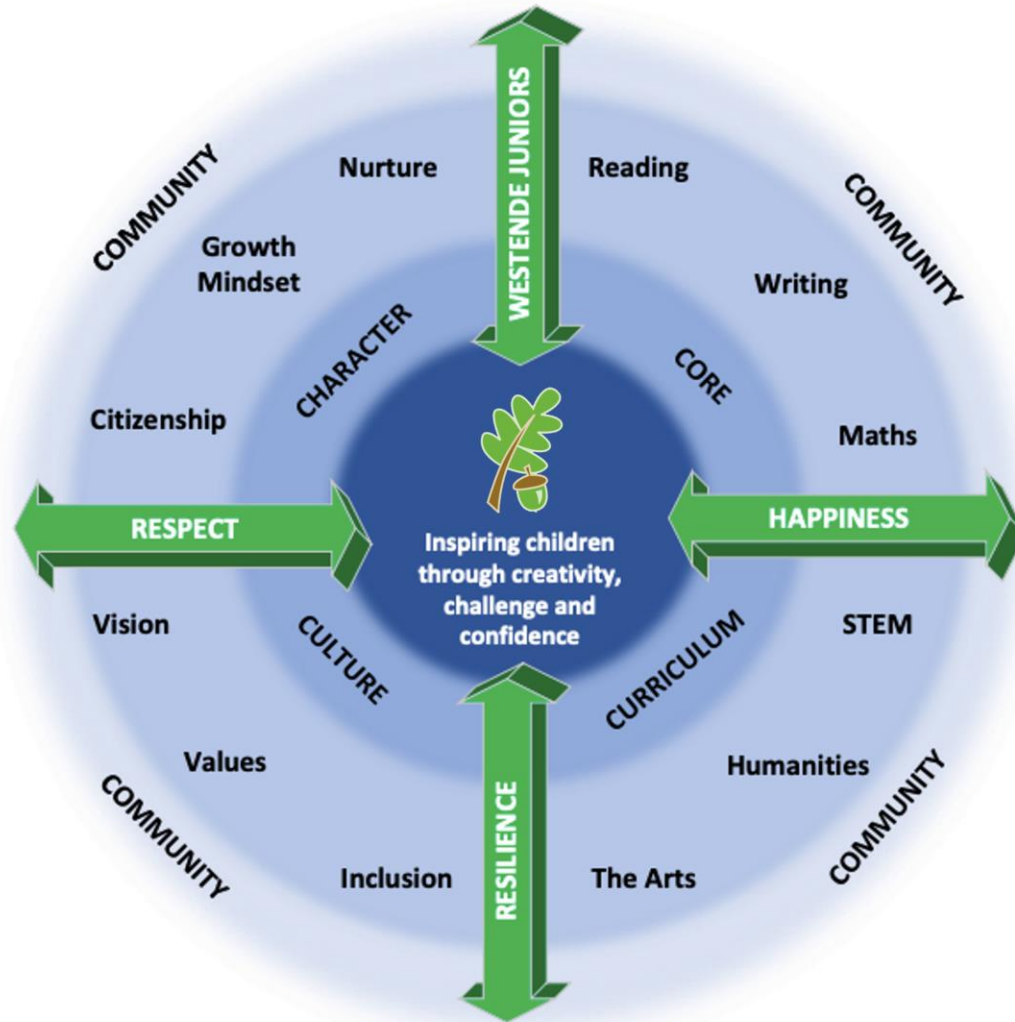 WESTENDE JUNIORS
COMMUNITY
COMMUNITY
Nurture
Reading
Growth
Mindset
Writing
CHARACTER
CORE
Citizenship
Maths
RESPECT
HAPPINESS
Inspiring children
through creativity,
challenge and
confidence
Vision
STEM
CULTURE
CURRICULUM
Values
Humanities
COMMUNITY
COMMUNITY
RESILIENCE
Inclusion
The Arts